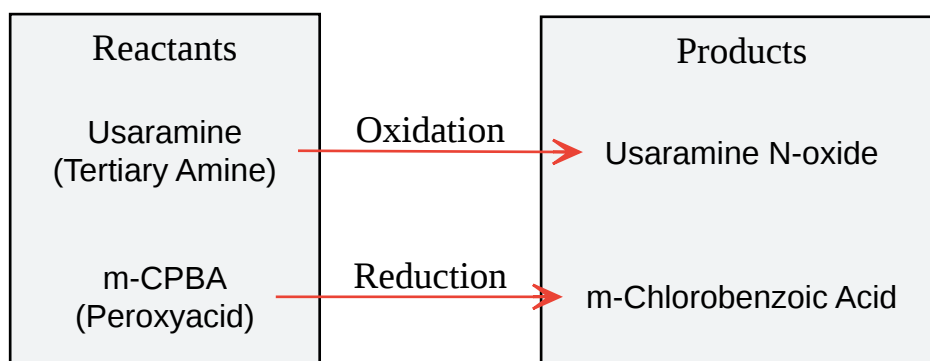 Reactants
Products
Usaramine
(Tertiary Amine)
Oxidation
Usaramine N-oxide
m-CPBA
(Peroxyacid)
Reduction
m-Chlorobenzoic Acid